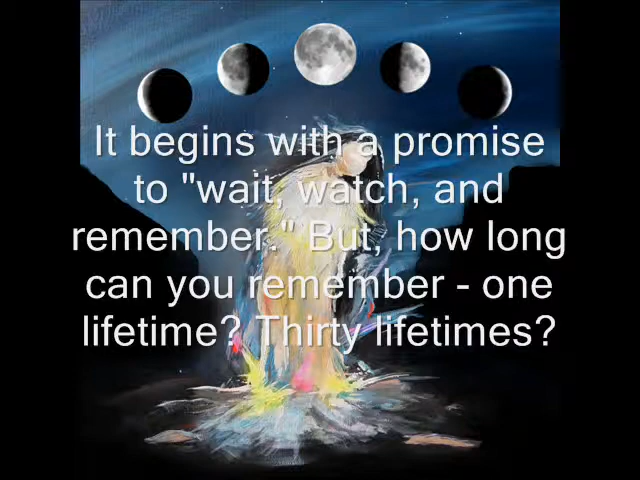 It begins with a promise
to "wait, watch, and
remember." But, how long
can you remember - one
lifetime? Thirty lifetimes?